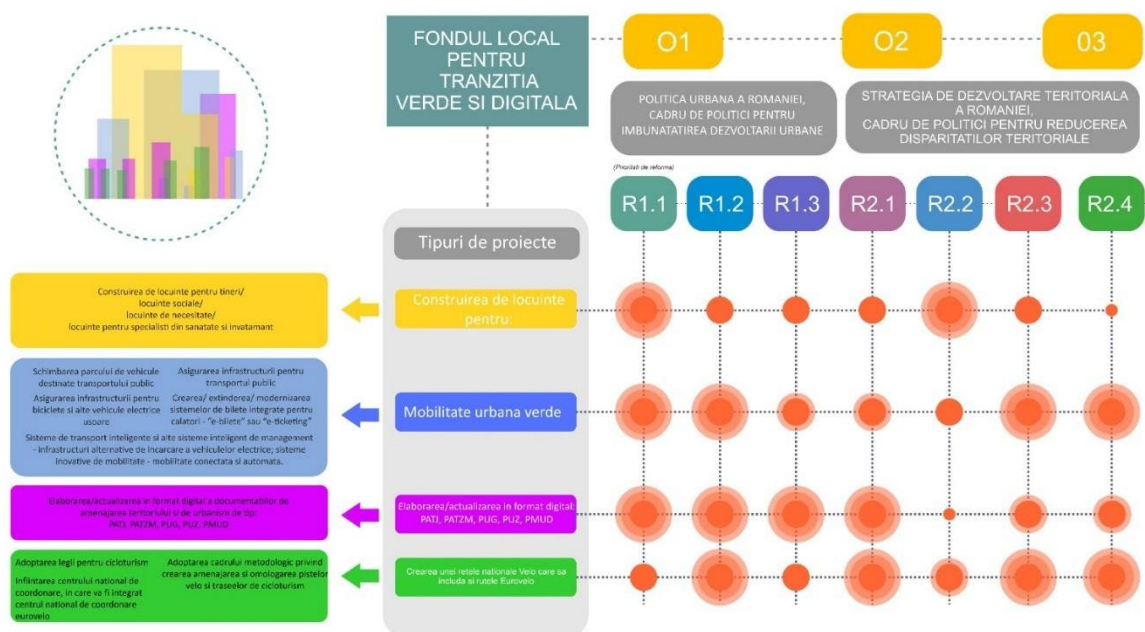 FONDUL LOCAL
PENTRU
TRANZITIA
VERDE SI DIGITALA
O1
O2
03
POLITICA URBANA A ROMANIEI,
CADRU DE POLITICI PENTRU
IMBUNATATIREA DEZVOLTARII URBANE
STRATEGIA DE DEZVOLTARE TERITORIALA
A ROMANIEI,
CADRU DE POLITICI PENTRU REDUCEREA
DISPARITATILOR TERITORIALE
(Prioritati de reforma)
R1.1
R1.2
R1.3
R2.1
R2.2
R2.3
R2.4
Tipuri de proiecte
Construirea de locuinte pentru tineri/
locuinte sociale/
locuinte de necesitate/
locuinte pentru specialisti din sanatate si invatamant
Construirea de locuinte
pentru:
Schimbarea parcului de vehicule
destinate transportului public
Asigurarea infrastructurii pentru
transportul public
Asigurarea infrastructurii pentru
biciclete si alte vehicule electrice
usoare
Crearea/ extinderea/ modernizarea
sistemelor de bilete integrate pentru
calatori - "e-bilete" sau "e-ticketing"
Sisteme de transport inteligente si alte sisteme inteligent de management
- infrastructuri alternative de incarcare a vehiculelor electrice; sisteme
inovative de mobilitate - mobilitate conectata si automata.
Mobilitate urbana verde
Elaborarea/actualizarea in format digital a documentatiilor de
amenajarea teritoriului si de urbanism de tip:
PATJ, PATZM, PUG, PUZ, PMUD
Elaborarea/actualizarea in format digital:
PATJ, PATZM, PUG, PUZ, PMUD
Adoptarea legii pentru cicloturism
Infiintarea centrului national de
coordonare, in care va fi integrat
centrul national de coordonare
eurovelo
Adoptarea cadrului metodologic privind
crearea amenajarea si omologarea pistelor
velo si traseelor de cicloturism
Crearea unei retele nationale Velo care sa
includa si rutele Eurovelo